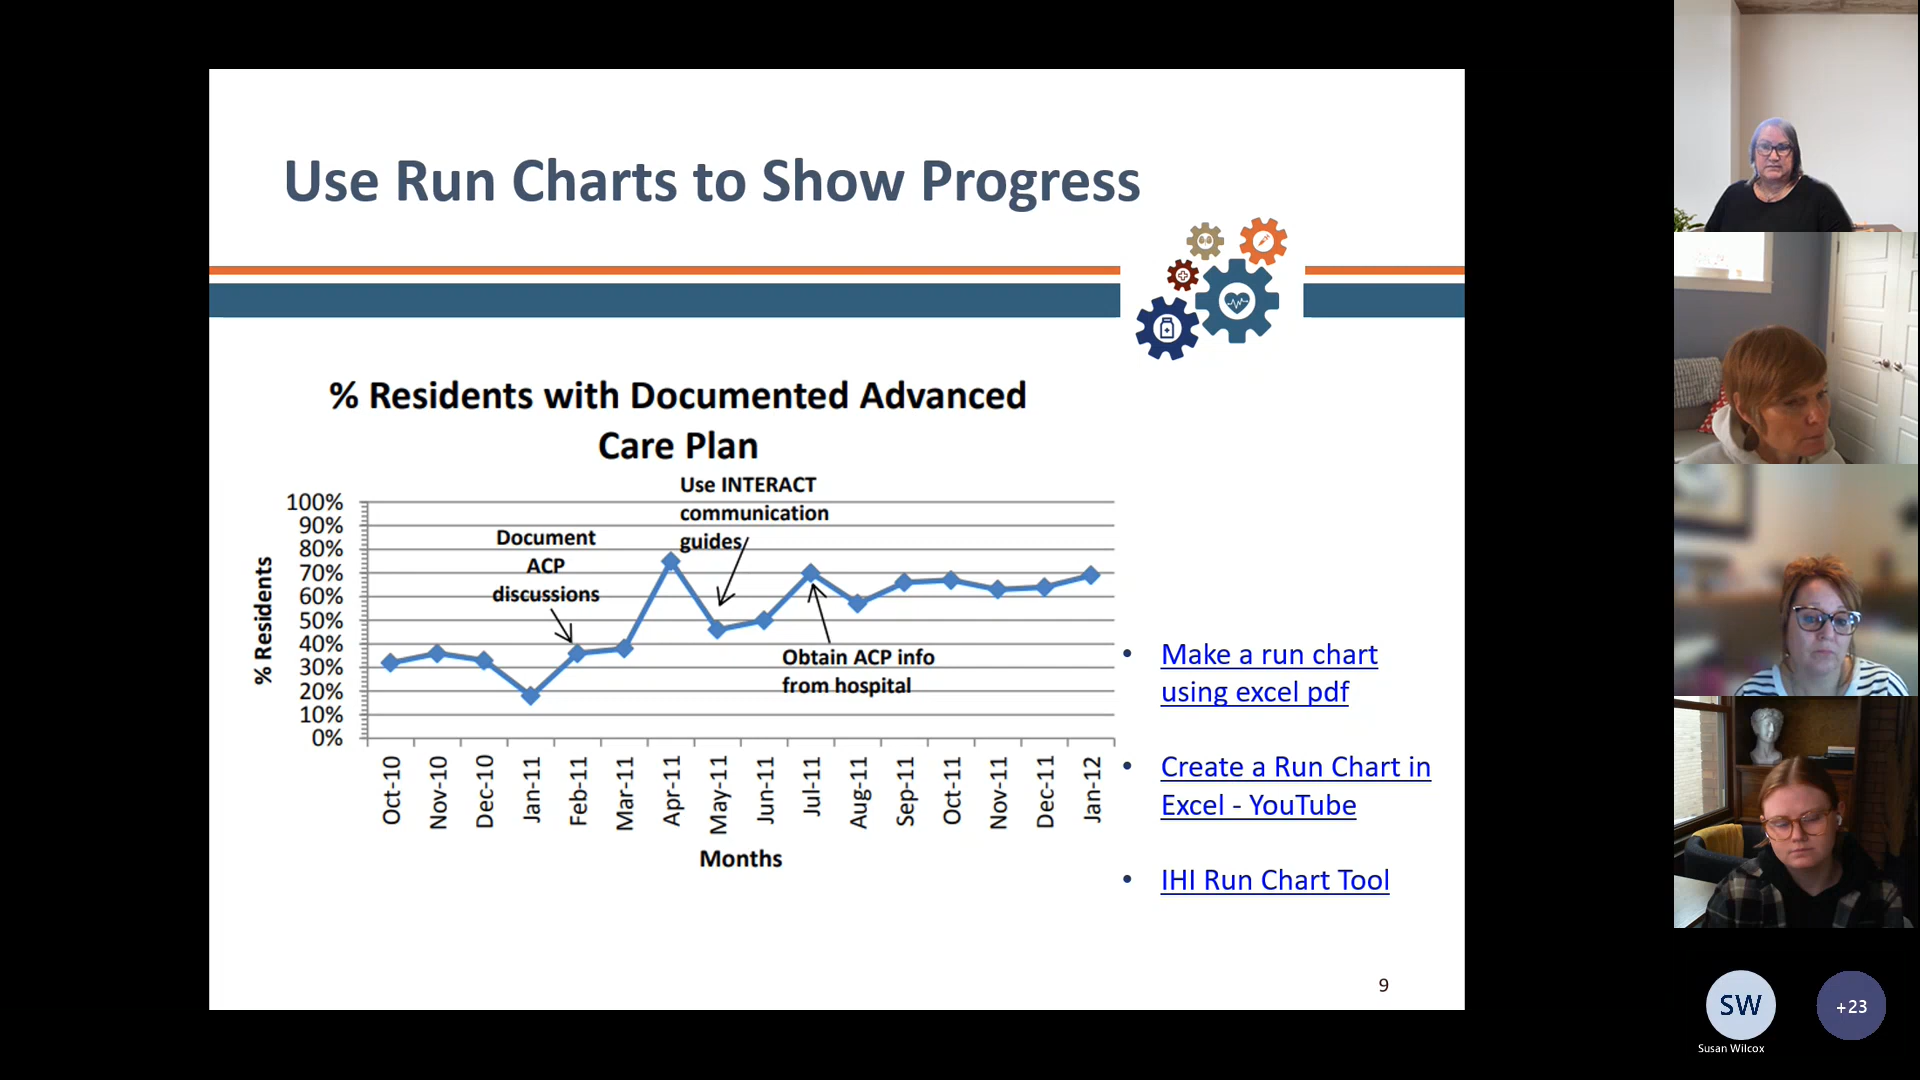 Use Run Charts to Show Progress
% Residents with Documented Advanced
Care Plan
Use INTERACT
communication
guides
Document
ACP
discussions
Obtain ACP info
from hospital
% Residents
100%
90%
80%
70%
60%
50%
40%
30%
20%
10%
0%
Oct-10
Nov-10
Dec-10
Jan-11
Feb-11
Mar-11
Apr-11
May-11
Jun-11
Jul-11
Aug-11
Sep-11
Oct-11
Nov-11
Dec-11
Jan-12
Months
• Make a run chart
using excel pdf
• Create a Run Chart in
Excel - YouTube
• IHI Run Chart Tool
9
SW
Susan Wilcox
+23